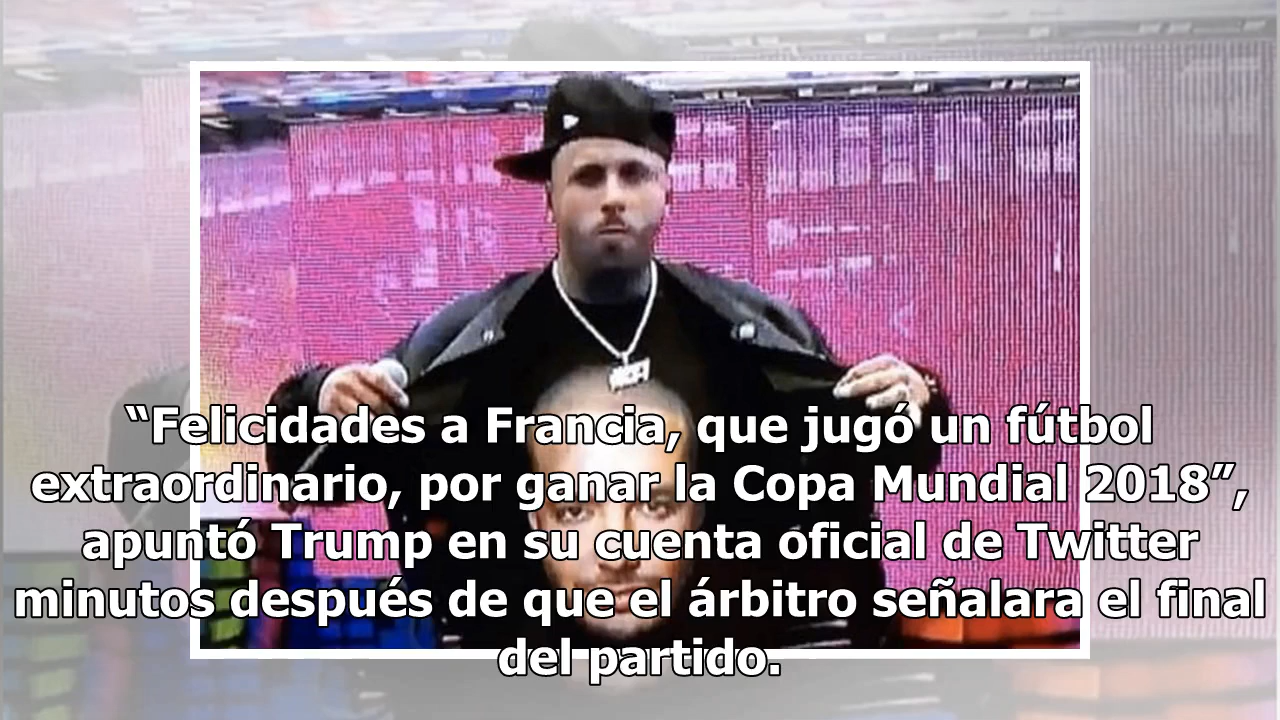 “Felicidades a Francia, que jugó un fútbol
extraordinario, por ganar la Copa Mundial 2018”,
apuntó Trump en su cuenta oficial de Twitter
minutos después de que el árbitro señalara el final
del partido.